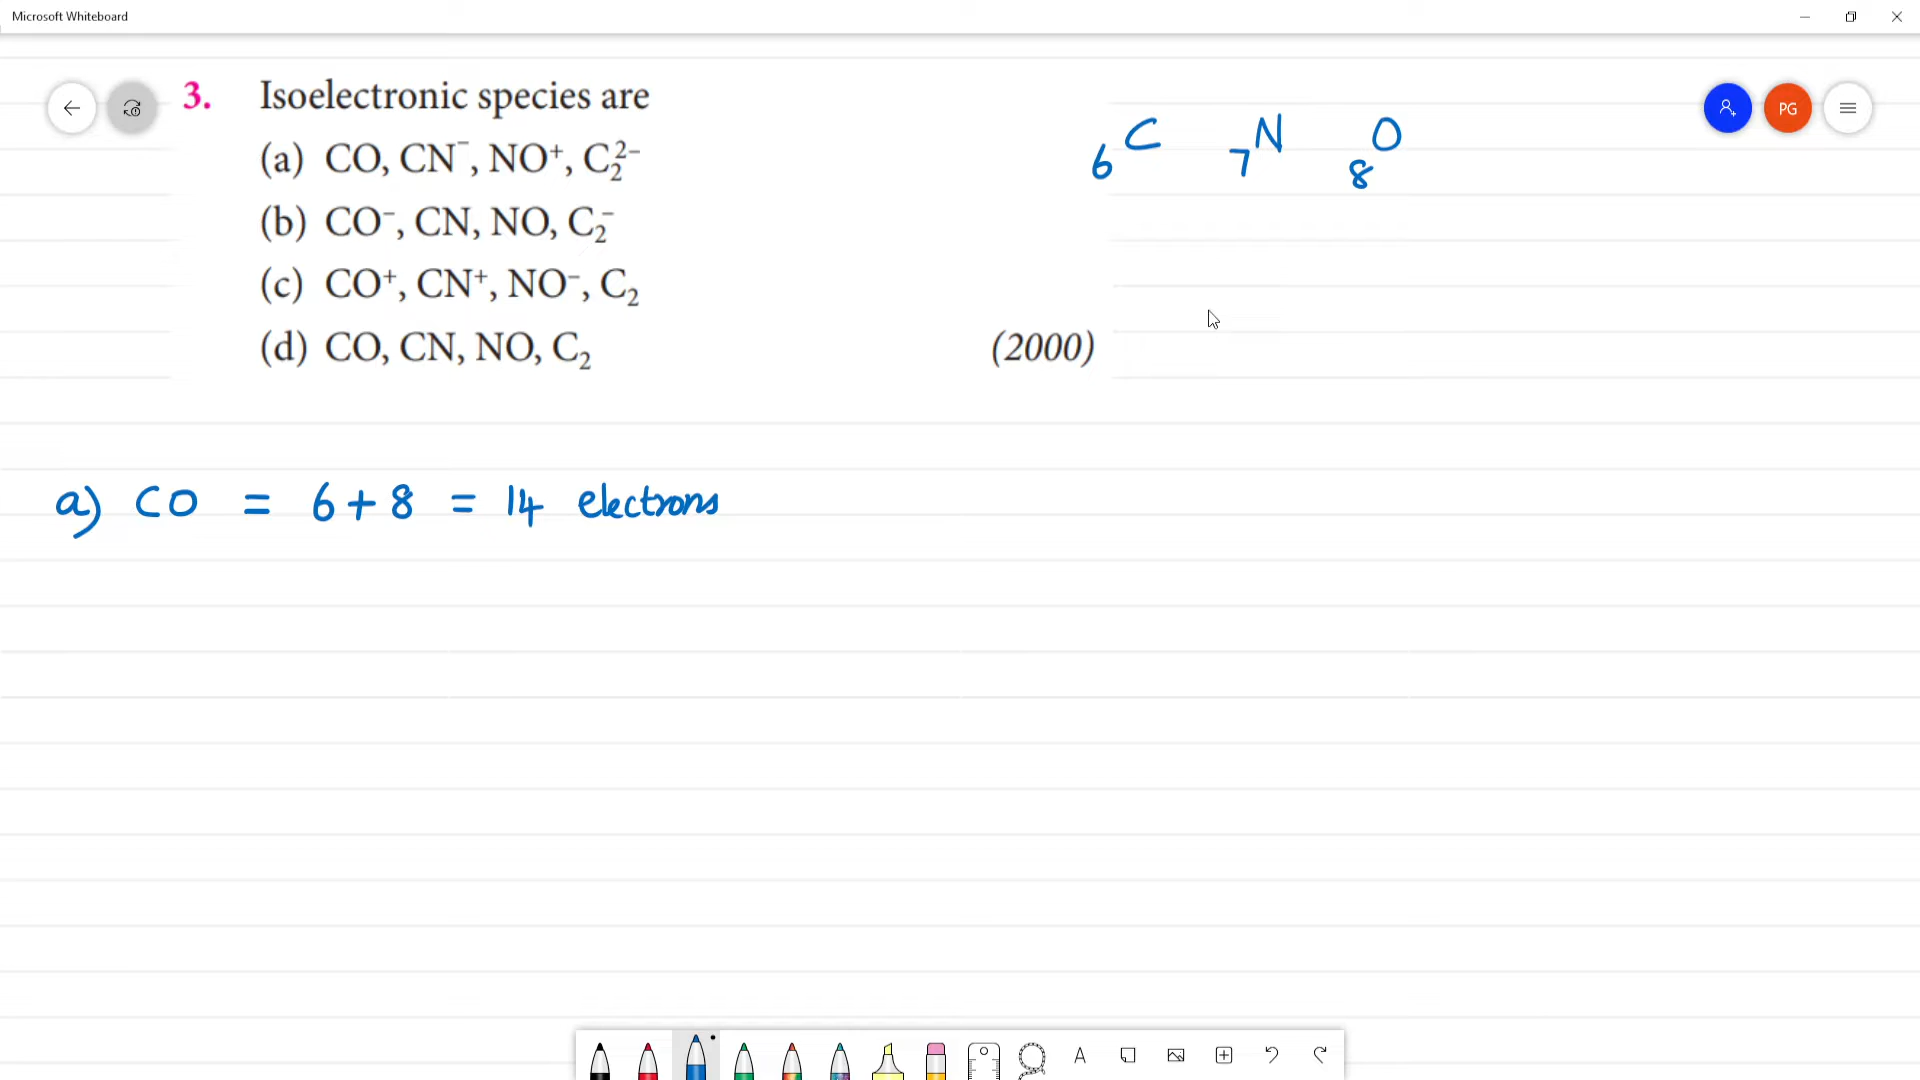 Microsoft Whiteboard
3. Isoelectronic species are
(a) CO, CN⁻, NO⁺, C₂²⁻
(b) CO⁻, CN, NO, C₂⁻
(c) CO⁺, CN⁺, NO⁻, C₂
(d) CO, CN, NO, C₂ (2000)
₆C ₇N ₈O
PG
a) CO = 6 + 8 = 14 electrons
A